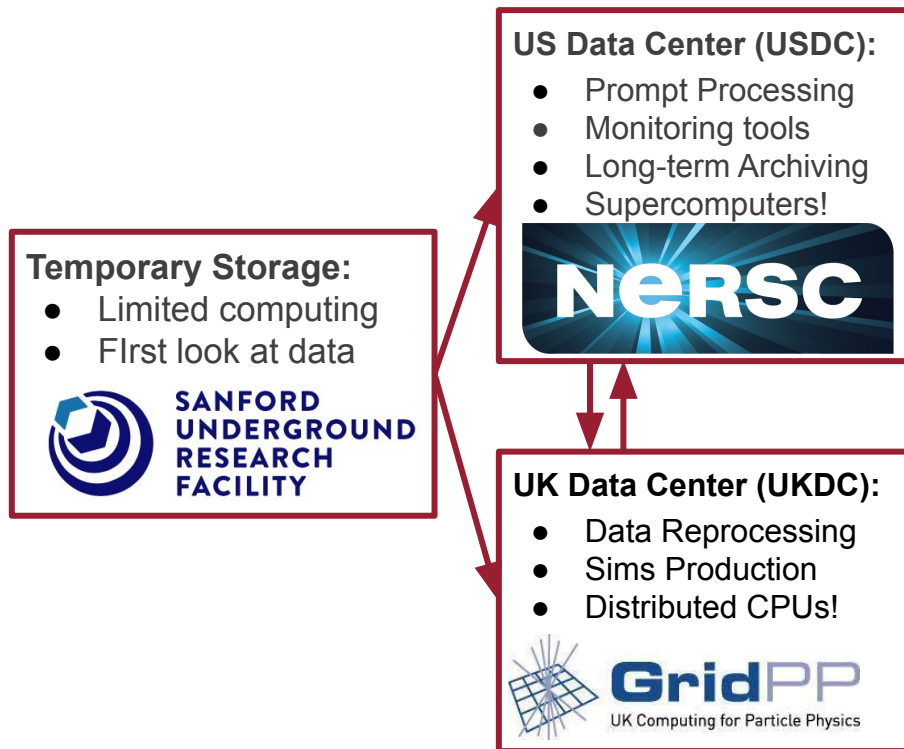 US Data Center (USDC):
● Prompt Processing
● Monitoring tools
● Long-term Archiving
● Supercomputers!
NeRSC
Temporary Storage:
● Limited computing
● FIrst look at data
SANFORD
UNDERGROUND
RESEARCH
FACILITY
UK Data Center (UKDC):
● Data Reprocessing
● Sims Production
● Distributed CPUs!
GridPP
UK Computing for Particle Physics